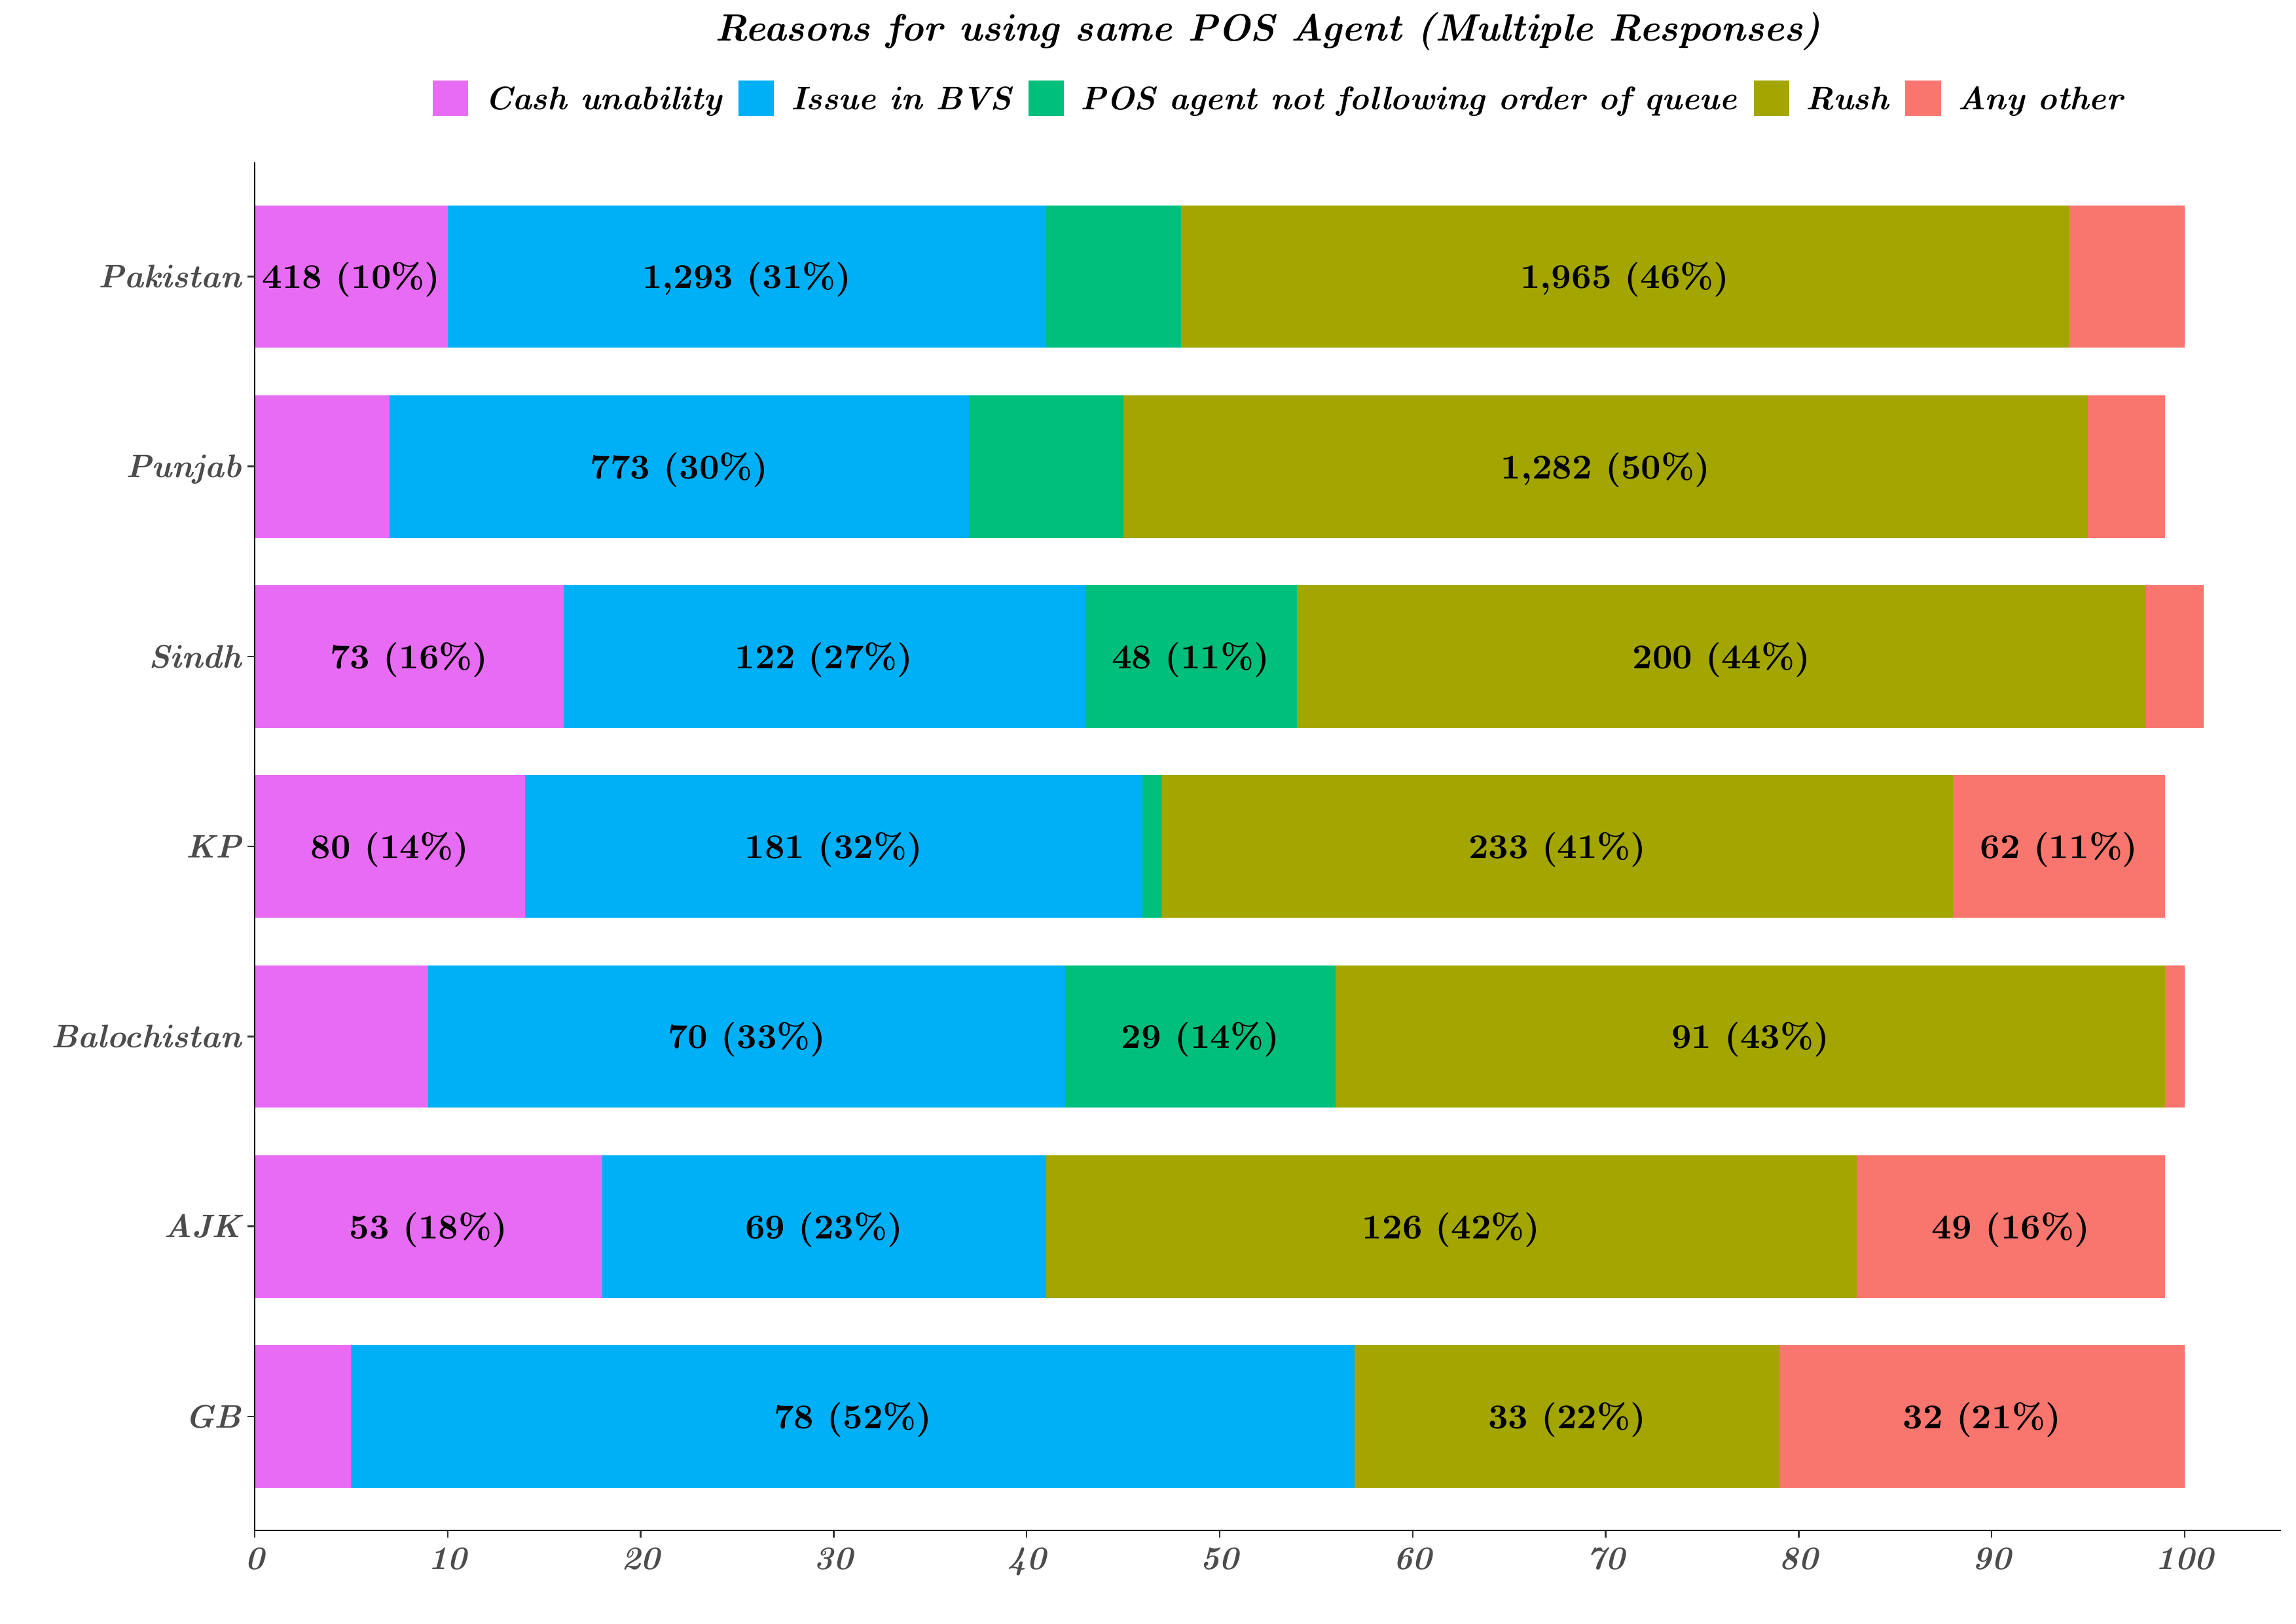 Reasons for using same POS Agent (Multiple Responses)
Cash unability Issue in BVS POS agent not following order of queue Rush Any other
Pakistan 418 (10%) 1,293 (31%) 1,965 (46%)
Punjab 773 (30%) 1,282 (50%)
Sindh 73 (16%) 122 (27%) 48 (11%) 200 (44%)
KP 80 (14%) 181 (32%) 233 (41%) 62 (11%)
Balochistan 70 (33%) 29 (14%) 91 (43%)
AJK 53 (18%) 69 (23%) 126 (42%) 49 (16%)
GB 78 (52%) 33 (22%) 32 (21%)
0 10 20 30 40 50 60 70 80 90 100